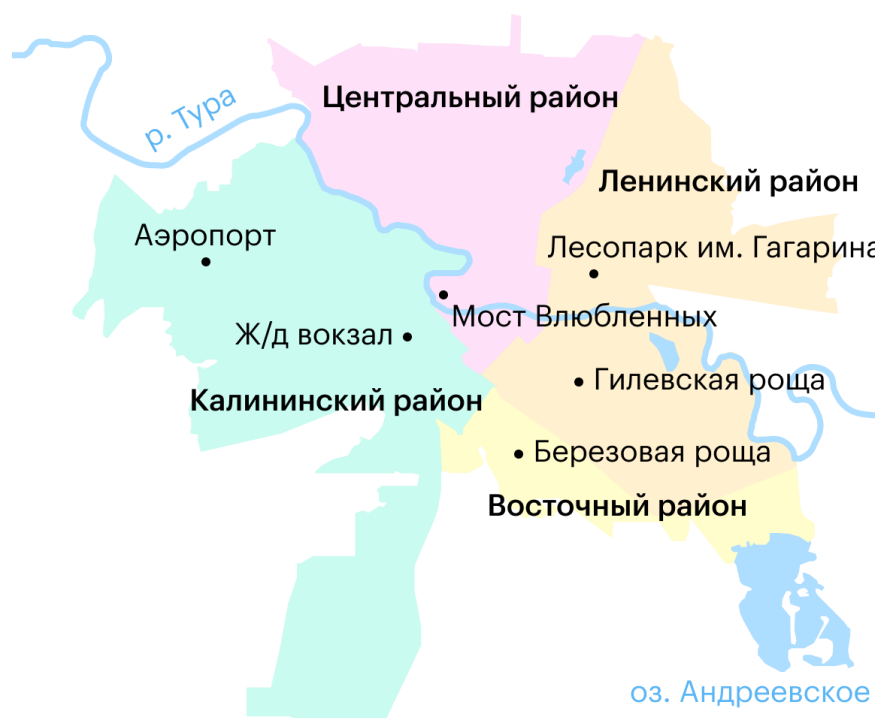 Центральный район
р. Тура
Ленинский район
Аэропорт
Лесопарк им. Гагарина
Мост Влюбленных
Ж/д вокзал
Гилевская роща
Калининский район
Березовая роща
Восточный район
оз. Андреевское